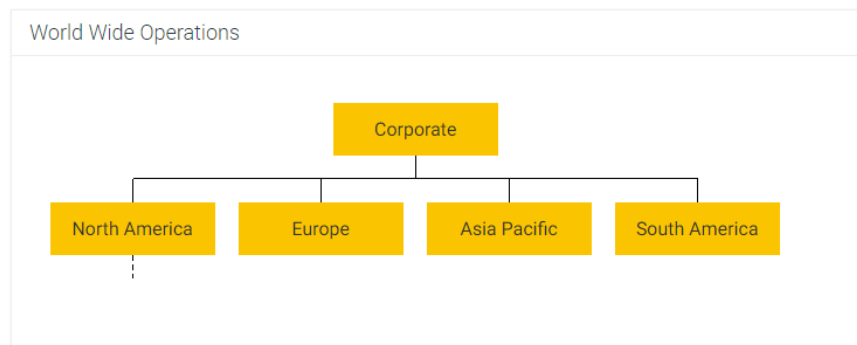 World Wide Operations
Corporate
North America
Europe
Asia Pacific
South America